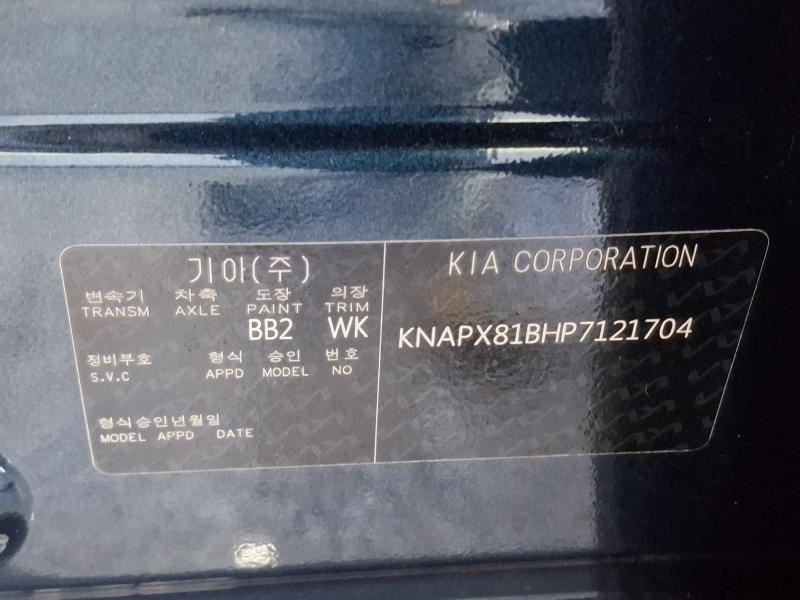 기아(주)
변속기 차축 도장 의장
TRANSM AXLE PAINT TRIM
BB2 WK
정비부호 형식 승인 번호
S.V.C APPD MODEL NO
형식승인년월일
MODEL APPD DATE
KIA CORPORATION
KNAPX81BHP7121704